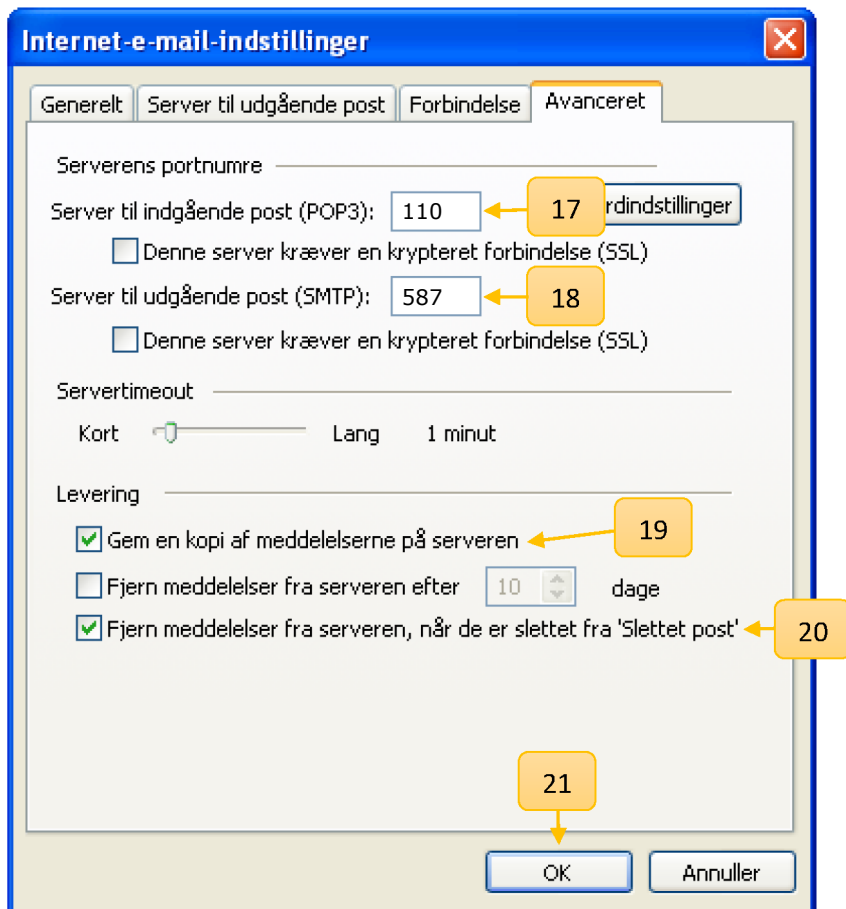 Internet-e-mail-indstillinger
Generelt Server til udgående post Forbindelse Avanceret
Serverens portnumre
Server til indgående post (POP3): 110 17 rdindstillinger
Denne server kræver en krypteret forbindelse (SSL)
Server til udgående post (SMTP): 587 18
Denne server kræver en krypteret forbindelse (SSL)
Servertimeout
Kort Lang 1 minut
Levering
Gem en kopi af meddelelserne på serveren 19
Fjern meddelelser fra serveren efter 10 dage
Fjern meddelelser fra serveren, når de er slettet fra 'Slettet post' 20
21
OK Annuller